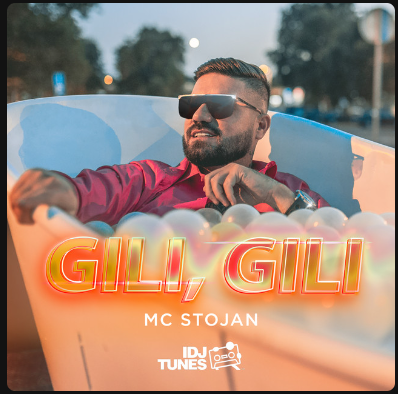 GILI, GILI
MC STOJAN
IDJ
TUNES